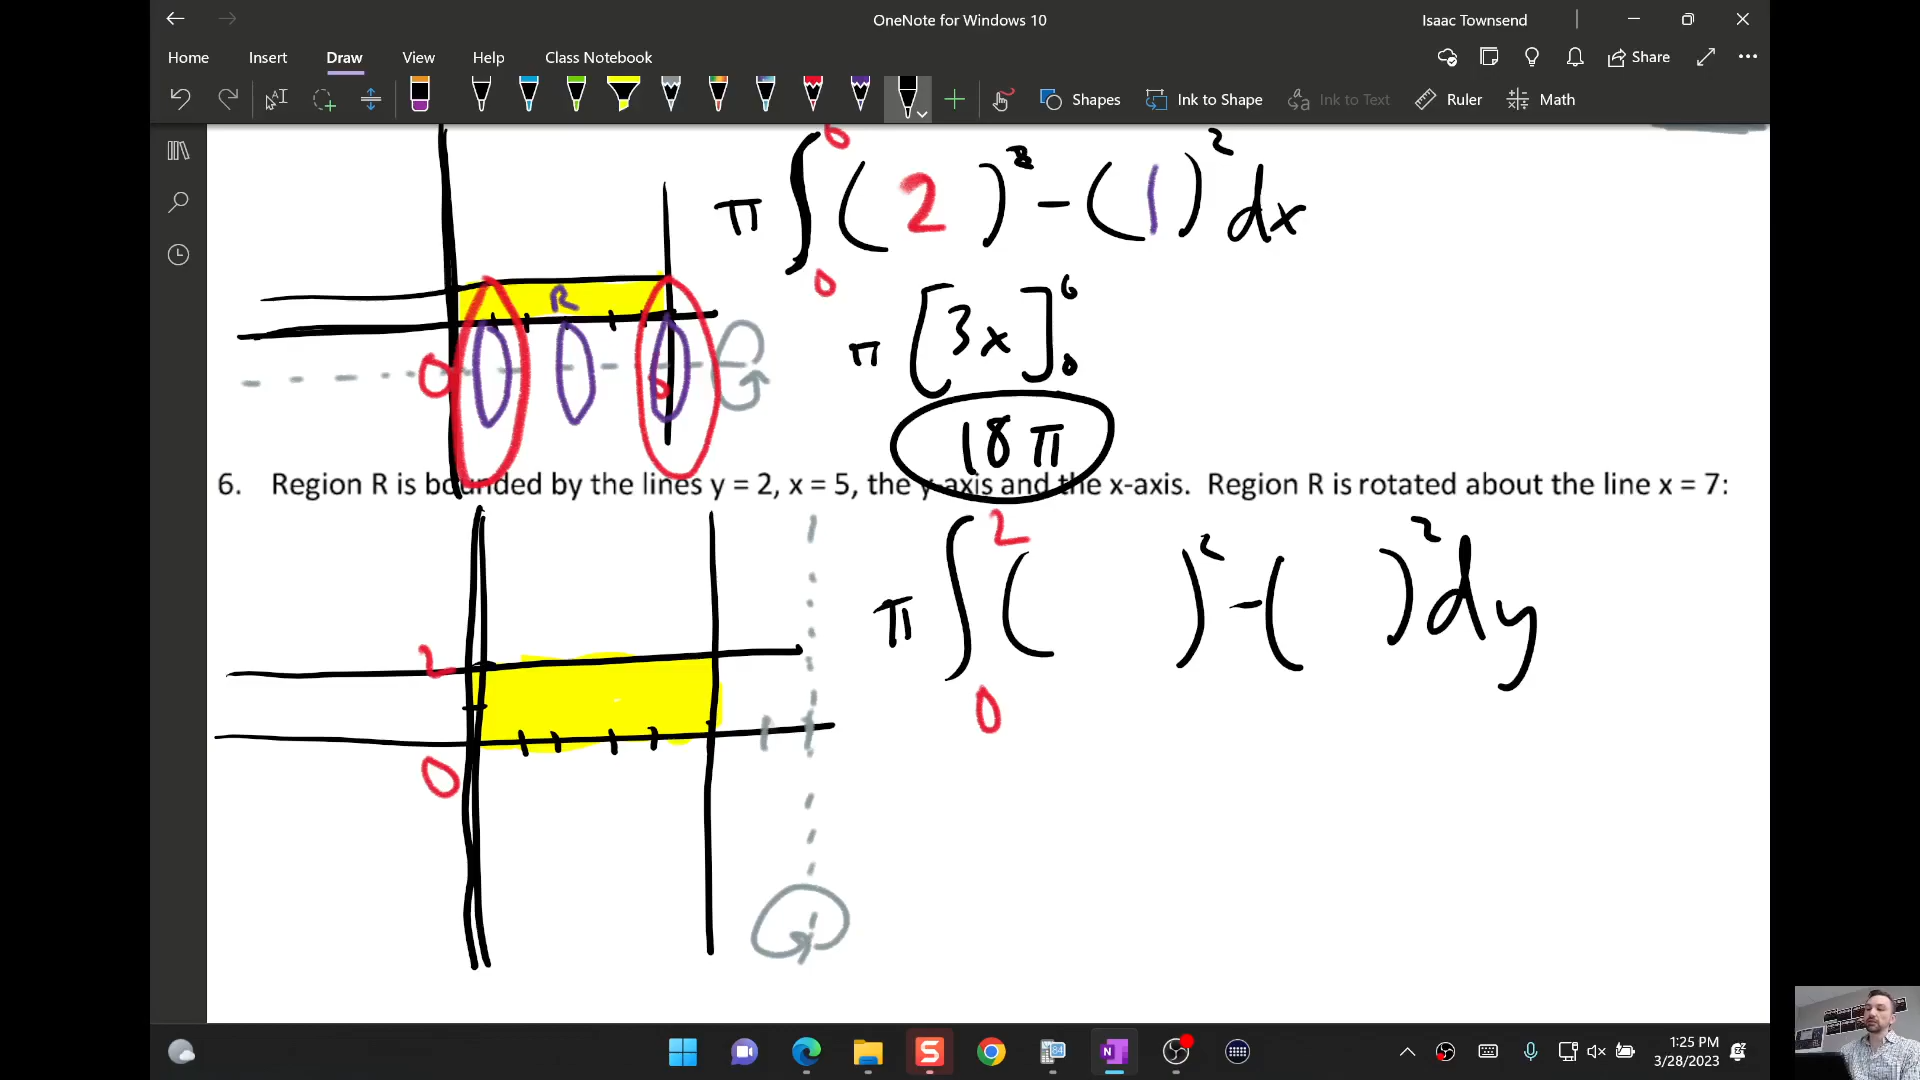 OneNote for Windows 10
Isaac Townsend
Home Insert Draw View Help Class Notebook
Share
Shapes Ink to Shape Ink to Text Ruler Math
π ∫ 6 0 ( 2 )² - ( 1 )² dx
R
0 6
π [3x] 6 0
18π
6. Region R is bounded by the lines y = 2, x = 5, the y-axis and the x-axis. Region R is rotated about the line x = 7:
π ∫ 2 0 ( )² - ( )² dy
2
0
1:25 PM
3/28/2023